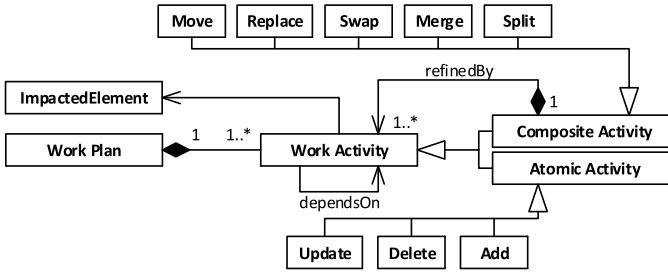 Move Replace Swap Merge Split
refinedBy
ImpactedElement
1..* 1
Composite Activity
Work Plan 1 1..* Work Activity
Atomic Activity
dependsOn
Update Delete Add